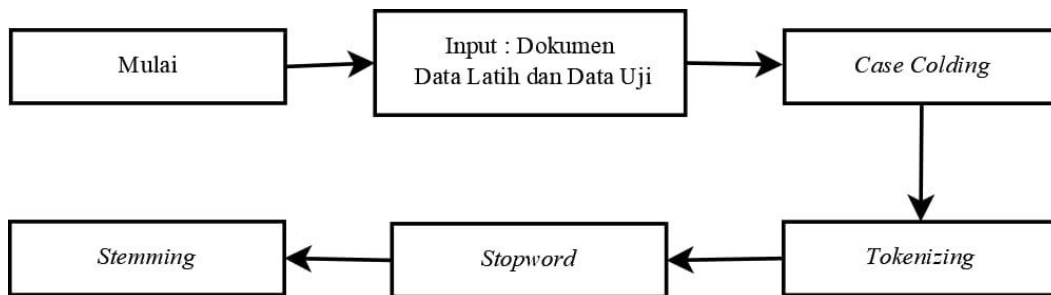 Mulai
Input : Dokumen
Data Latih dan Data Uji
Case Colding
Tokenizing
Stopword
Stemming